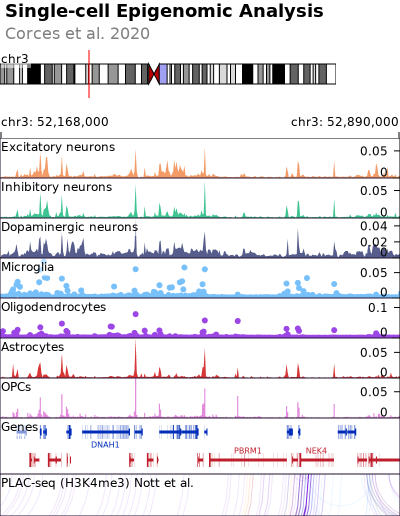 Single-cell Epigenomic Analysis
Corces et al. 2020
chr3
chr3: 52,168,000 chr3: 52,890,000
Excitatory neurons 0.05
0
Inhibitory neurons 0.05
0
Dopaminergic neurons 0.04
0.02
0
Microglia 0.05
0
Oligodendrocytes 0.1
0
Astrocytes 0.05
0
OPCs 0.05
0
Genes
DNAH1 PBRM1 NEK4
PLAC-seq (H3K4me3) Nott et al.